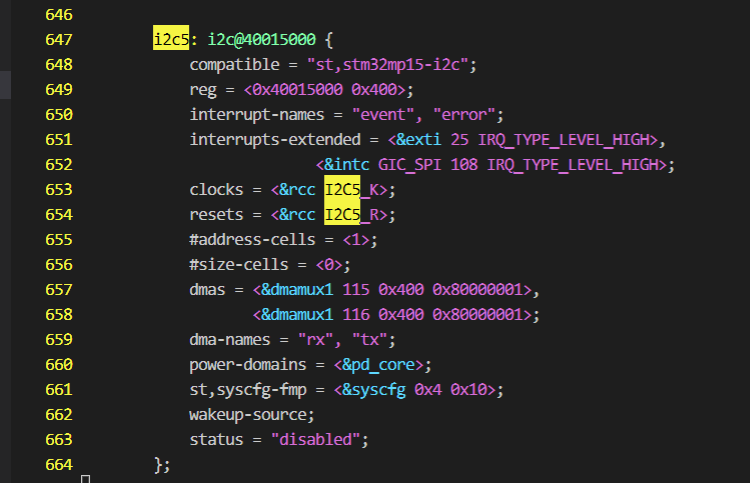 646
647 i2c5: i2c@40015000 {
648 compatible = "st,stm32mp15-i2c";
649 reg = <0x40015000 0x400>;
650 interrupt-names = "event", "error";
651 interrupts-extended = <&exti 25 IRQ_TYPE_LEVEL_HIGH>,
652 <&intc GIC_SPI 108 IRQ_TYPE_LEVEL_HIGH>;
653 clocks = <&rcc I2C5_K>;
654 resets = <&rcc I2C5_R>;
655 #address-cells = <1>;
656 #size-cells = <0>;
657 dmas = <&dmamux1 115 0x400 0x80000001>,
658 <&dmamux1 116 0x400 0x80000001>;
659 dma-names = "rx", "tx";
660 power-domains = <&pd_core>;
661 st,syscfg-fmp = <&syscfg 0x4 0x10>;
662 wakeup-source;
663 status = "disabled";
664 };